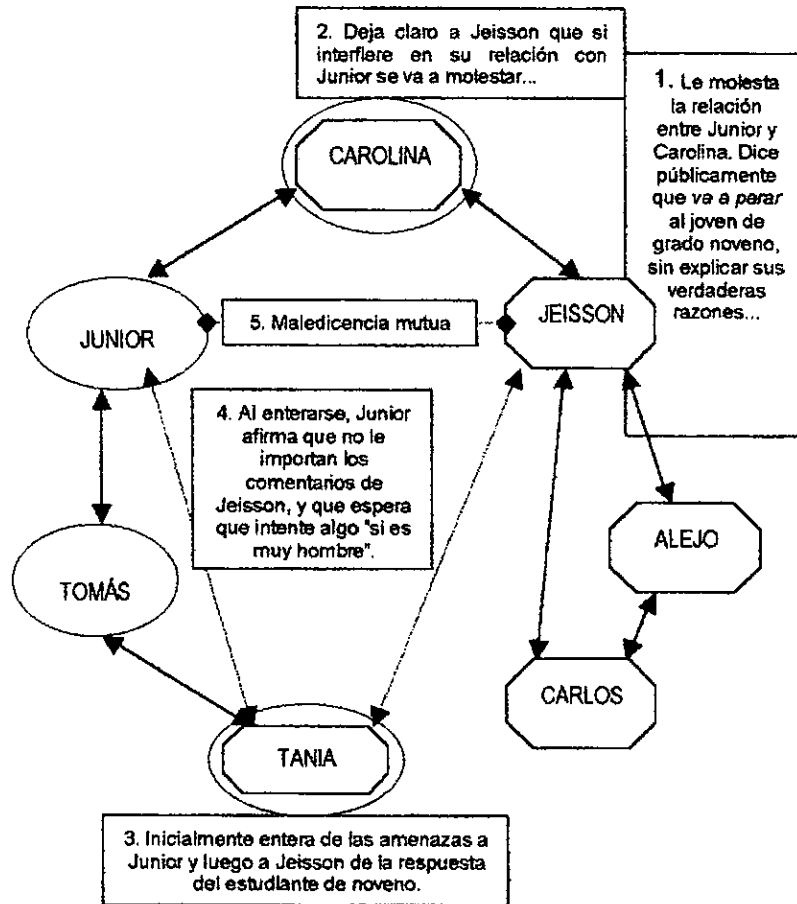 2. Deja claro a Jeisson que si
interfiere en su relación con
Junior se va a molestar...
1. Le molesta
la relación
entre Junior y
Carolina. Dice
públicamente
que va a parar
al joven de
grado noveno,
sin explicar sus
verdaderas
razones...
CAROLINA
JUNIOR
5. Maledicencia mutua
JEISSON
4. Al enterarse, Junior
afirma que no le
importan los
comentarios de
Jeisson, y que espera
que intente algo "si es
muy hombre".
TOMÁS
ALEJO
CARLOS
TANIA
3. Inicialmente entera de las amenazas a
Junior y luego a Jeisson de la respuesta
del estudiante de noveno.